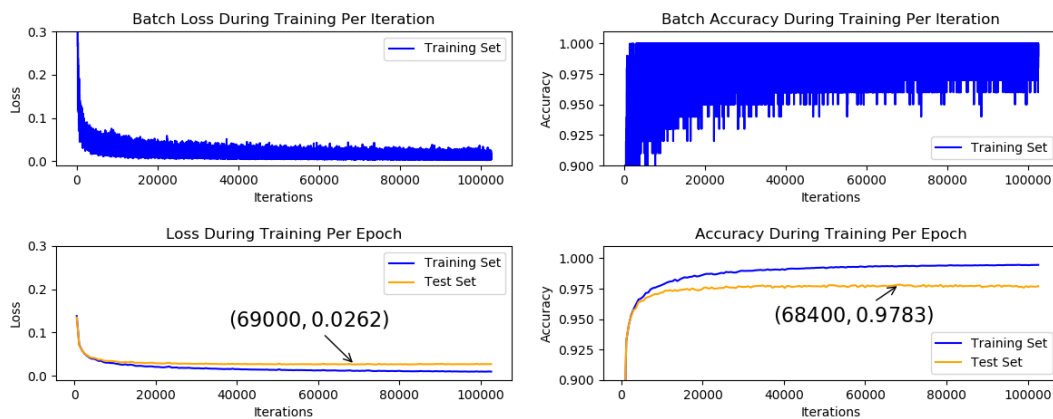 Batch Loss During Training Per Iteration
0.3
0.2
0.1
0.0
Loss
Training Set
0 20000 40000 60000 80000 100000
Iterations
Batch Accuracy During Training Per Iteration
1.000
0.975
0.950
0.925
0.900
Accuracy
Training Set
0 20000 40000 60000 80000 100000
Iterations
Loss During Training Per Epoch
0.3
0.2
0.1
0.0
Loss
Training Set
Test Set
(69000, 0.0262)
0 20000 40000 60000 80000 100000
Iterations
Accuracy During Training Per Epoch
1.000
0.975
0.950
0.925
0.900
Accuracy
(68400, 0.9783)
Training Set
Test Set
0 20000 40000 60000 80000 100000
Iterations